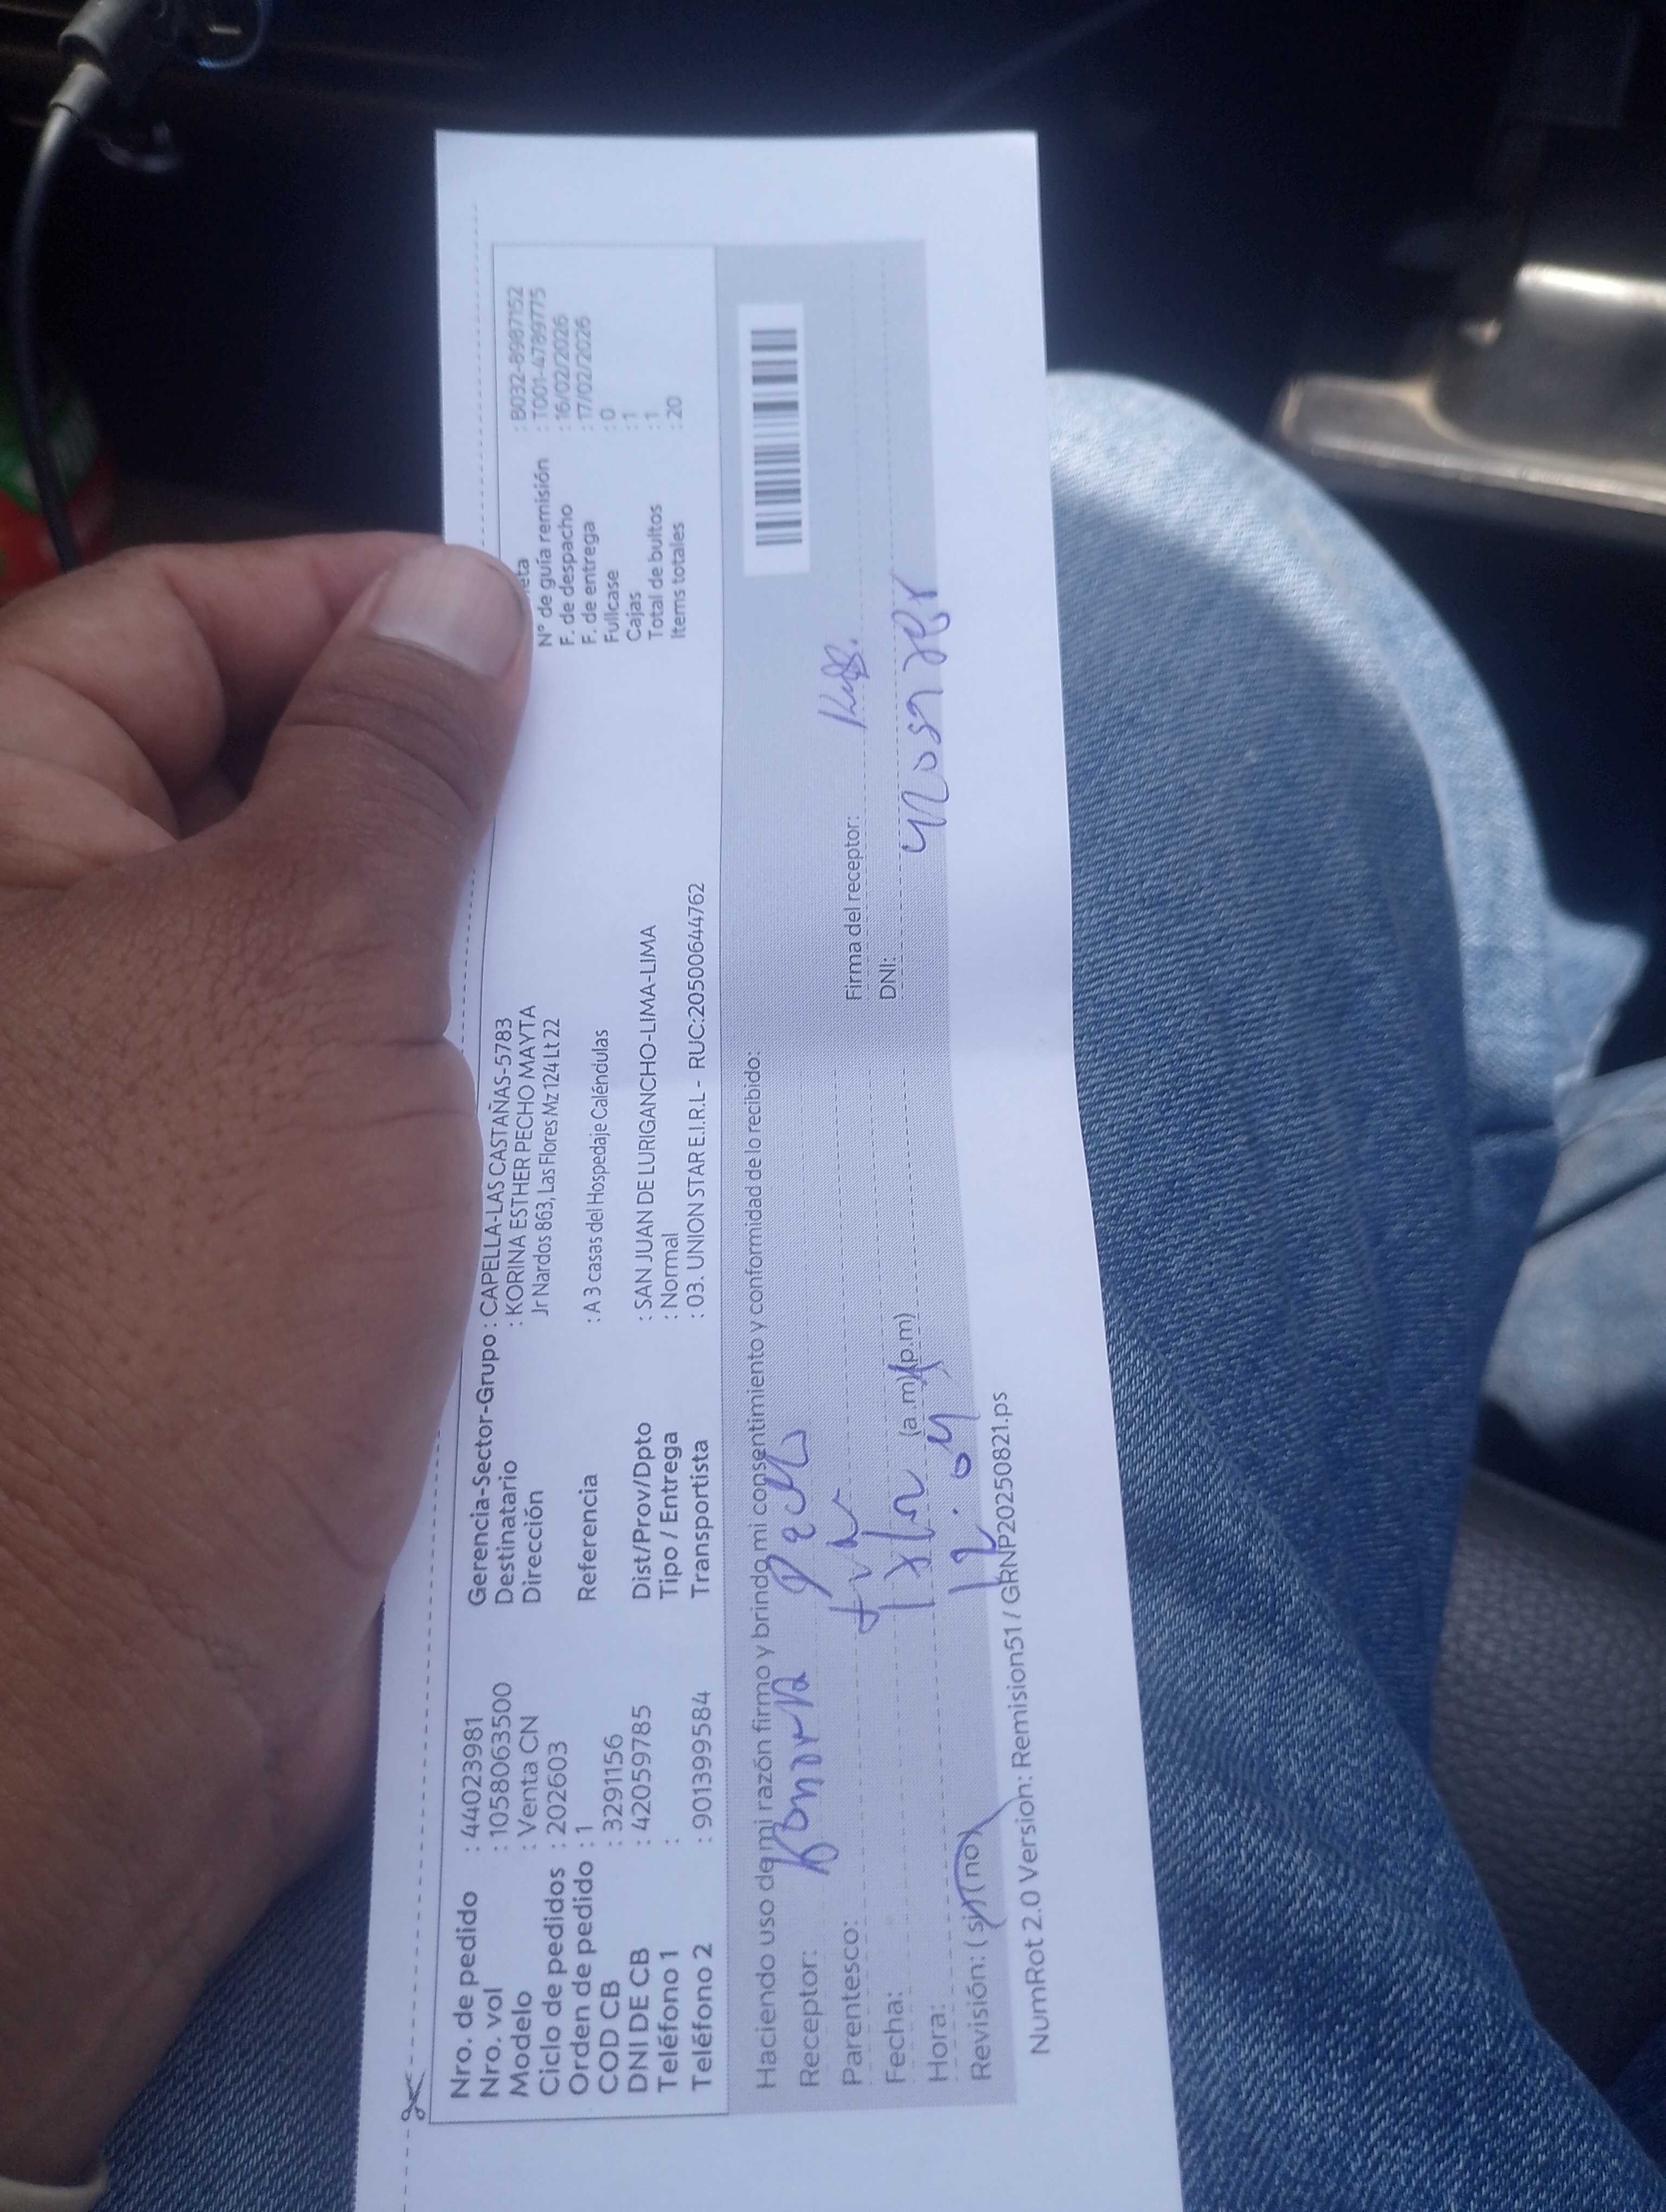 Nro. de pedido : 44023981
Nro. vol : 1058063500
Modelo : Venta CN
Ciclo de pedidos : 202603
Orden de pedido : 1
COD CB : 3291156
DNI DE CB : 42059785
Teléfono 1 :
Teléfono 2 : 901399584
Gerencia-Sector-Grupo : CAPELLA-LAS CASTAÑAS-5783
Destinatario : KORINA ESTHER PECHO MAYTA
Dirección Jr Nardos 863, Las Flores Mz 124 Lt 22
Referencia : A 3 casas del Hospedaje Caléndulas
Dist/Prov/Dpto : SAN JUAN DE LURIGANCHO-LIMA-LIMA
Tipo / Entrega : Normal
Transportista : 03. UNION STAR E.I.R.L - RUC:20500644762
eta : B032-8987152
N° de guía remisión : T001-4789775
F. de despacho : 16/02/2026
F. de entrega : 17/02/2026
Fullcase : 0
Cajas : 1
Total de bultos : 1
Items totales : 20
Haciendo uso de mi razón firmo y brindo mi consentimiento y conformidad de lo recibido:
Receptor:
Parentesco:
Fecha:
Hora: 12:04 (a.m)(p.m)
Revisión: (si) (no)
Firma del receptor:
DNI:
NumRot 2.0 Version: Remision51 / GRNP20250821.ps